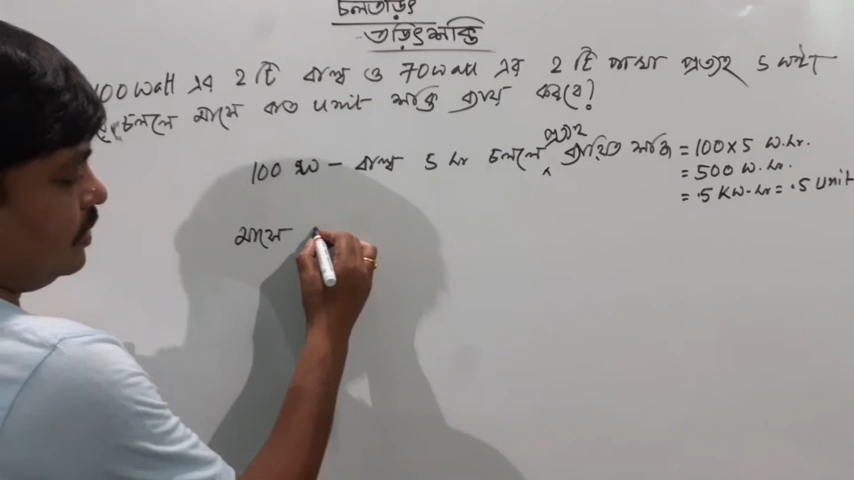 চলতড়িৎ
তড়িৎশক্তি
100 Watt এর 2 টি বাল্ব ও 70 watt এর 2 টি পাখা প্রত্যহ 5 ঘন্টা
চললে মাসে কত unit শক্তি ব্যয় করবে?
100 W - বাল্ব 5 hr চললে প্রত্যহ ব্যয়িত শক্তি = 100 x 5 W.hr.
= 500 W.hr.
= .5 KW-hr = .5 Unit
মাসে